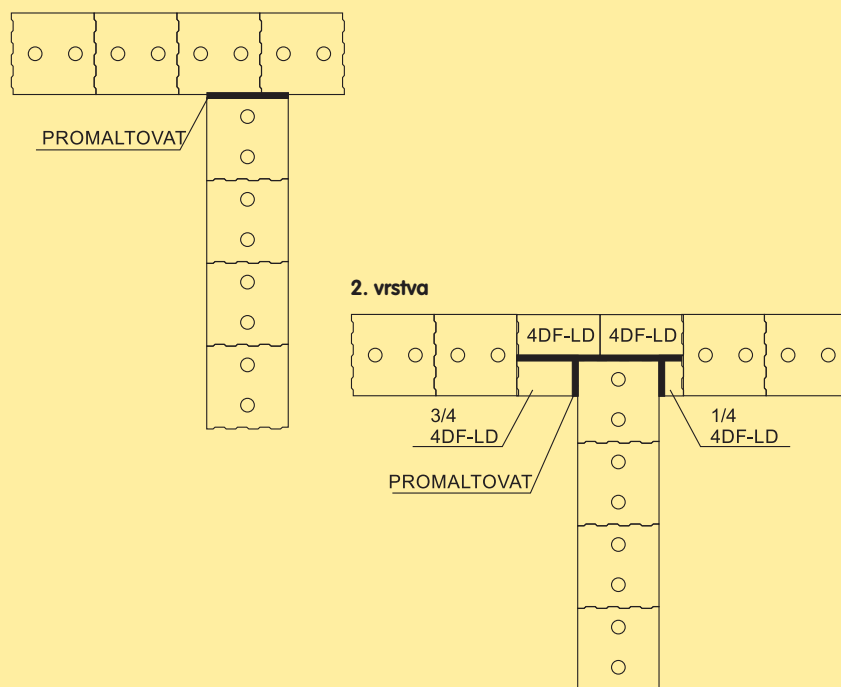 PROMALTOVAT
2. vrstva
4DF-LD 4DF-LD
3/4
4DF-LD
1/4
4DF-LD
PROMALTOVAT